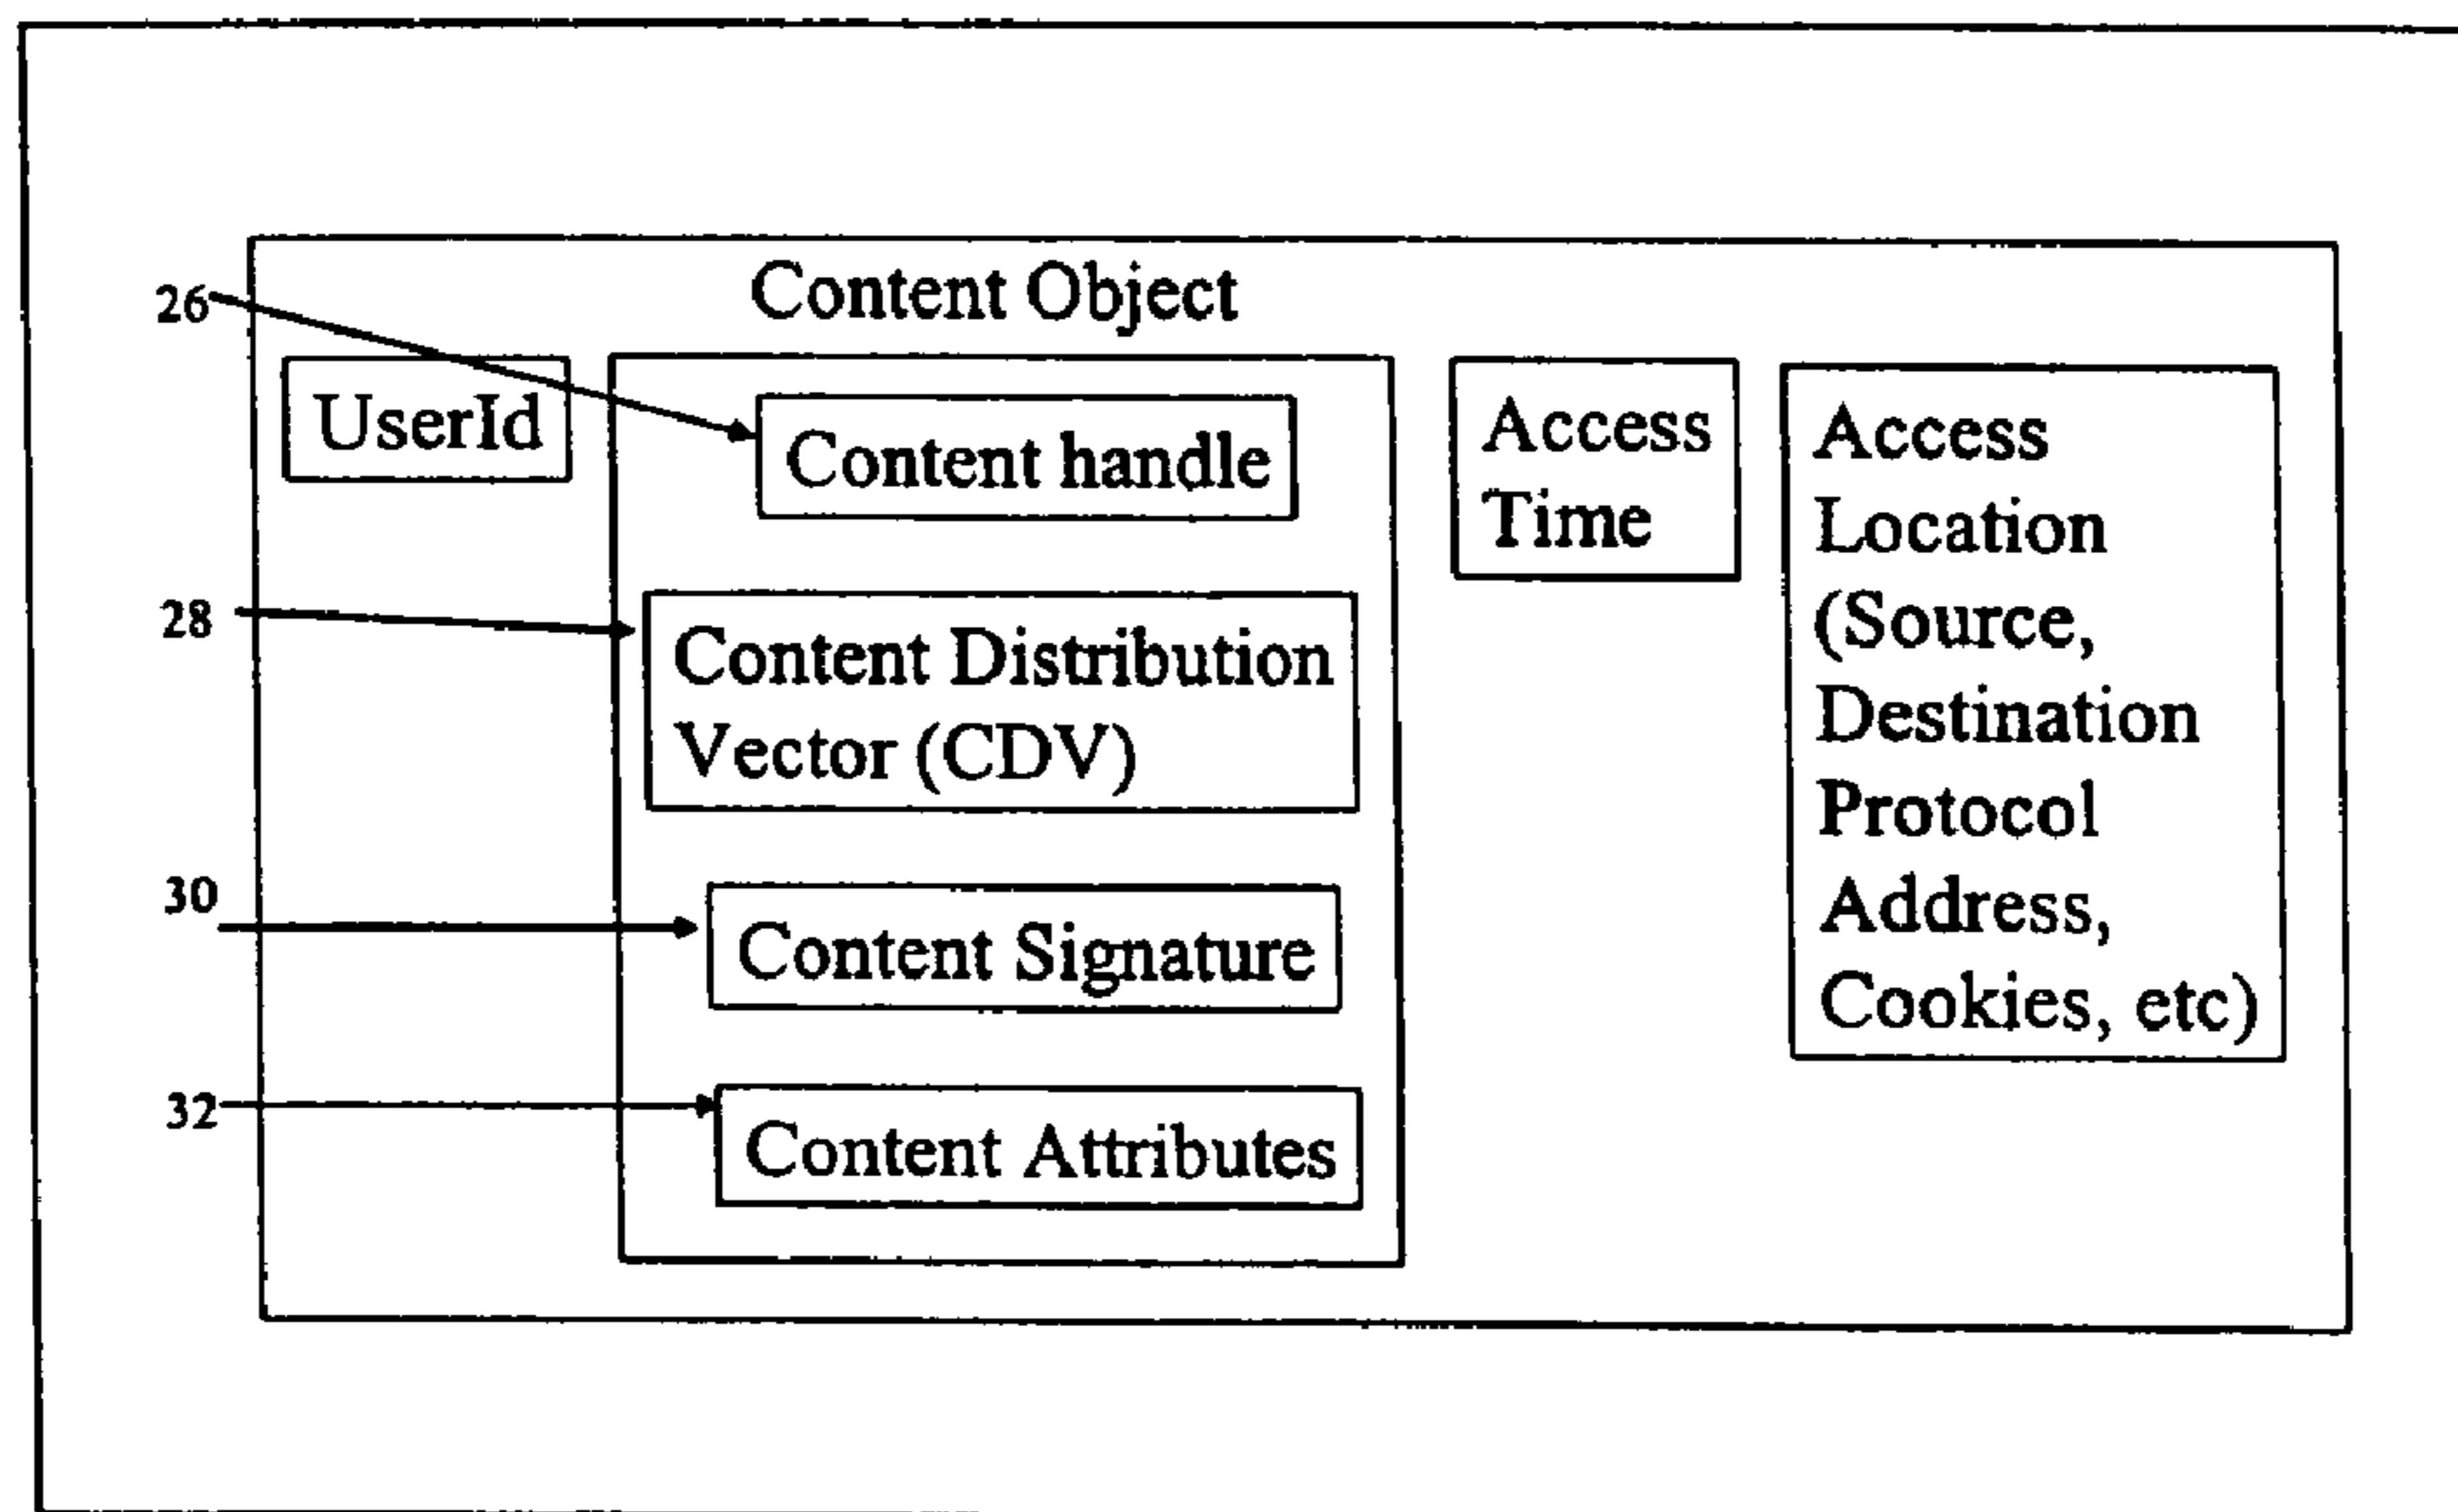 Content Object
26
UserId
Content handle
28
Content Distribution
Vector (CDV)
30
Content Signature
32
Content Attributes
Access
Time
Access
Location
(Source,
Destination
Protocol
Address,
Cookies, etc)